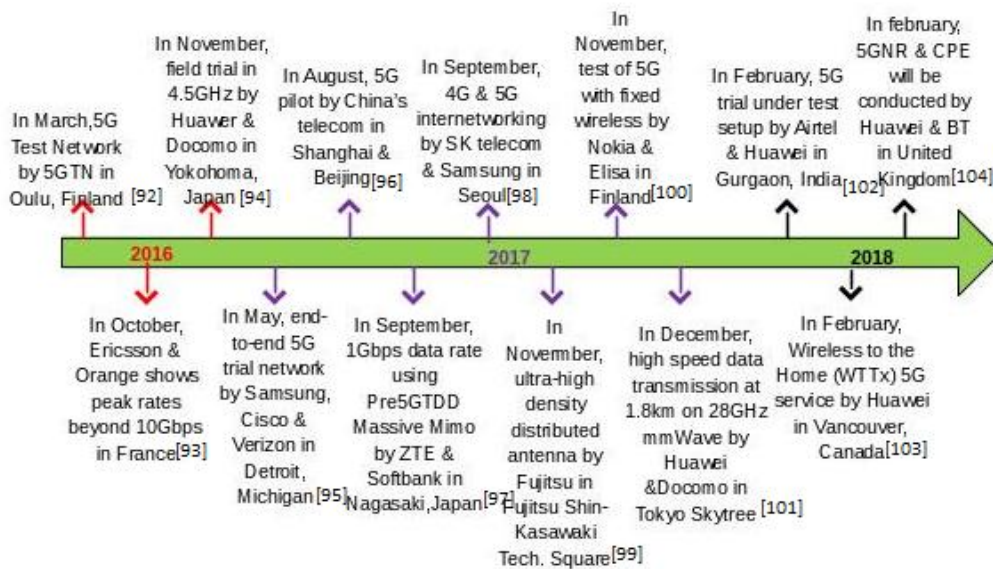 In March,5G
Test Network
by 5GTN in
Oulu, Finland [92]
In November,
field trial in
4.5GHz by
Huawer &
Docomo in
Yokohoma,
Japan [94]
In August, 5G
pilot by China's
telecom in
Shanghai &
Beijing[96]
In September,
4G & 5G
internetworking
by SK telecom
& Samsung in
Seoul[98]
In
November,
test of 5G
with fixed
wireless by
Nokia &
Elisa in
Finland[100]
In February, 5G
trial under test
setup by Airtel
& Huawei in
Gurgaon, India[102]
In february,
5GNR & CPE
will be
conducted by
Huawei & BT
in United
Kingdom[104]
2016
2017
2018
In October,
Ericsson &
Orange shows
peak rates
beyond 10Gbps
in France[93]
In May, end-
to-end 5G
trial network
by Samsung,
Cisco &
Verizon in
Detroit,
Michigan [95]
In September,
1Gbps data rate
using
Pre5GTDD
Massive Mimo
by ZTE &
Softbank in
Nagasaki,Japan[97]
In
Novermber,
ultra-high
density
distributed
antenna by
Fujitsu in
Fujitsu Shin-
Kasawaki
Tech. Square[99]
In December,
high speed data
transmission at
1.8km on 28GHz
mmWave by
Huawei
&Docomo in
Tokyo Skytree [101]
In February,
Wireless to the
Home (WTTx) 5G
service by Huawei
in Vancouver,
Canada[103]